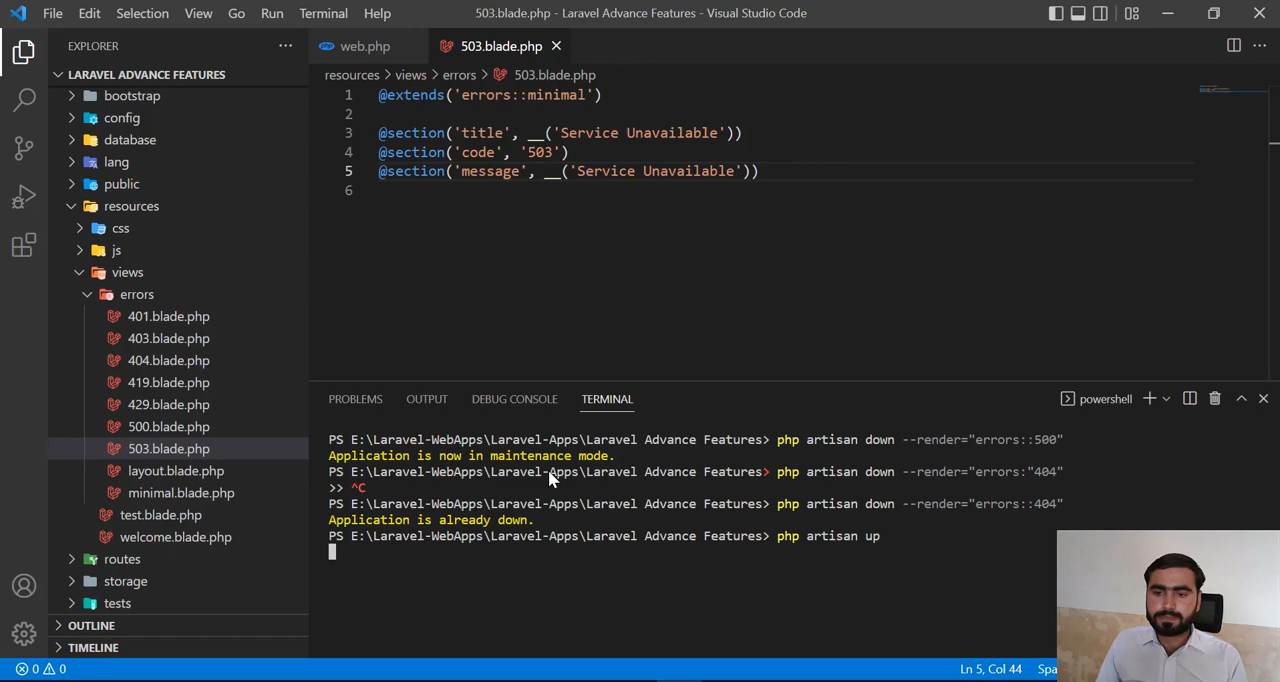 File Edit Selection View Go Run Terminal Help 503.blade.php - Laravel Advance Features - Visual Studio Code
EXPLORER
LARAVEL ADVANCE FEATURES
bootstrap
config
database
lang
public
resources
css
js
views
errors
401.blade.php
403.blade.php
404.blade.php
419.blade.php
429.blade.php
500.blade.php
503.blade.php
layout.blade.php
minimal.blade.php
test.blade.php
welcome.blade.php
routes
storage
tests
OUTLINE
TIMELINE
php web.php 503.blade.php
resources > views > errors > 503.blade.php
1 @extends('errors::minimal')
2
3 @section('title', __('Service Unavailable'))
4 @section('code', '503')
5 @section('message', __('Service Unavailable'))
6
PROBLEMS OUTPUT DEBUG CONSOLE TERMINAL powershell
PS E:\Laravel-WebApps\Laravel-Apps\Laravel Advance Features> php artisan down --render="errors::500"
Application is now in maintenance mode.
PS E:\Laravel-WebApps\Laravel-Apps\Laravel Advance Features> php artisan down --render="errors:"404"
>> ^C
PS E:\Laravel-WebApps\Laravel-Apps\Laravel Advance Features> php artisan down --render="errors::404"
Application is already down.
PS E:\Laravel-WebApps\Laravel-Apps\Laravel Advance Features> php artisan up
0 0 Ln 5, Col 44 Spa